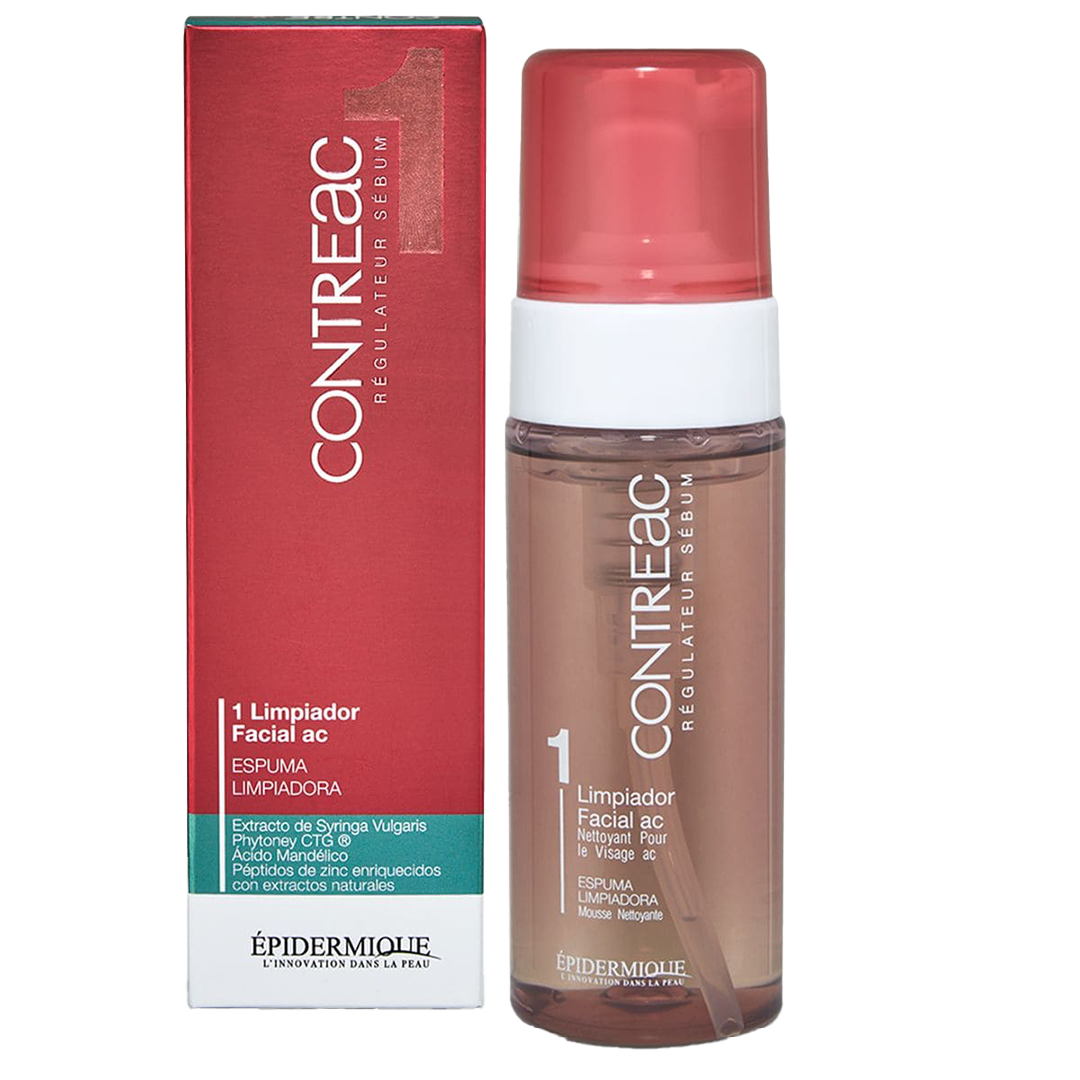 1
CONTREac
RÉGULATEUR SÉBUM
1 Limpiador
Facial ac
ESPUMA
LIMPIADORA
Extracto de Syringa Vulgaris
Phytoney CTG ®
Ácido Mandélico
Péptidos de zinc enriquecidos
con extractos naturales
ÉPIDERMIQUE
L'INNOVATION DANS LA PEAU
CONTREac
RÉGULATEUR SÉBUM
1
Limpiador
Facial ac
Nettoyant Pour
le Visage ac
ESPUMA
LIMPIADORA
Mousse Nettoyante
ÉPIDERMIQUE
L'INNOVATION DANS LA PEAU